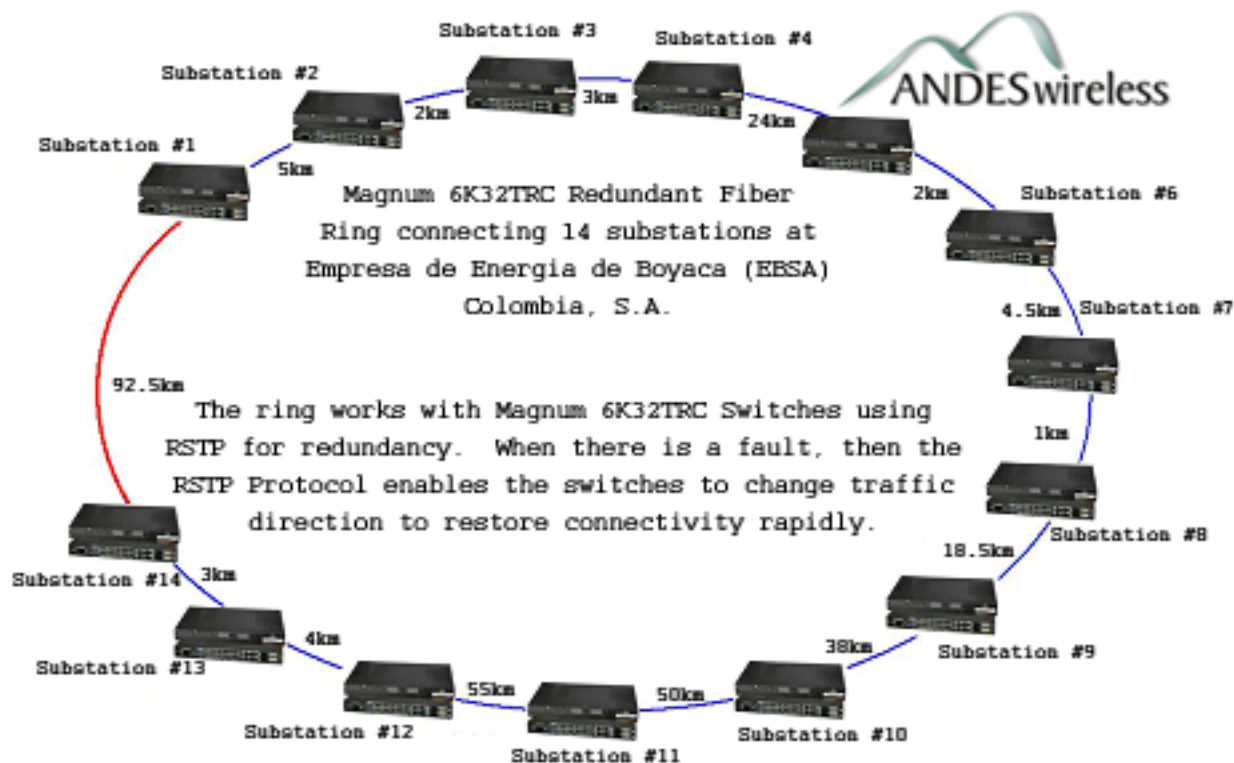 Substation #3
Substation #4
ANDESwireless
Substation #2
3km
2km
24km
Substation #1
5km
2km
Substation #6
Magnum 6K32TRC Redundant Fiber
Ring connecting 14 substations at
Empresa de Energia de Boyaca (EBSA)
Colombia, S.A.
4.5km
Substation #7
92.5km
The ring works with Magnum 6K32TRC Switches using
RSTP for redundancy. When there is a fault, then the
RSTP Protocol enables the switches to change traffic
direction to restore connectivity rapidly.
1km
Substation #8
18.5km
Substation #14
3km
Substation #13
4km
38km
Substation #9
55km
50km
Substation #12
Substation #10
Substation #11